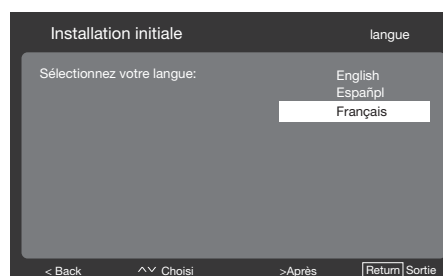 Installation initiale langue
Sélectionnez votre langue: English
Españpl
Français
< Back ^˅ Choisi >Après Return Sortie